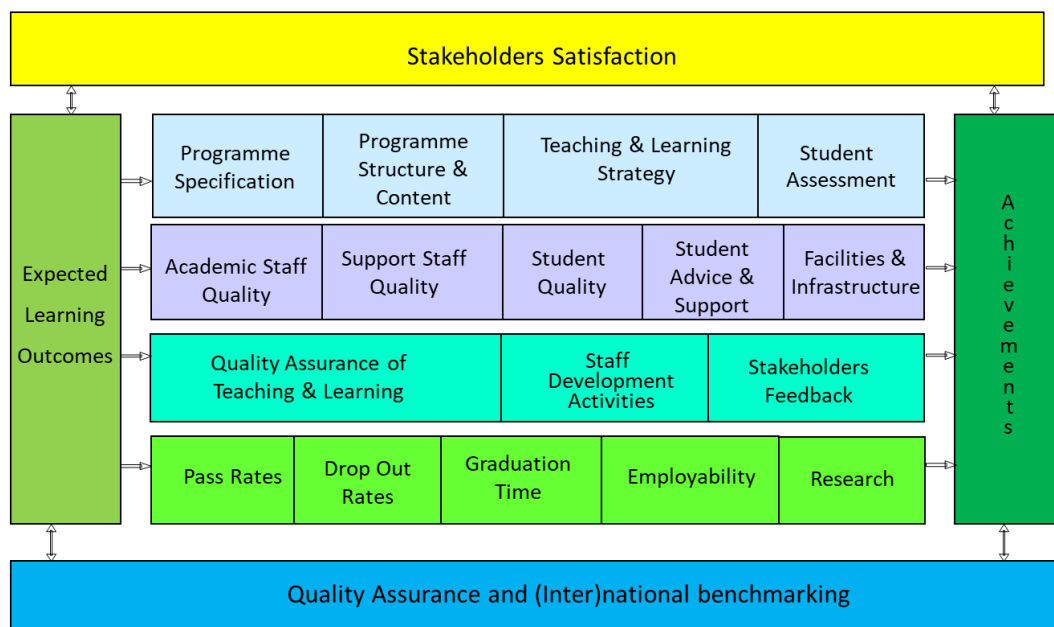 Stakeholders Satisfaction
Expected
Learning
Outcomes
Programme
Specification
Programme
Structure &
Content
Teaching & Learning
Strategy
Student
Assessment
Academic Staff
Quality
Support Staff
Quality
Student
Quality
Student
Advice &
Support
Facilities &
Infrastructure
Quality Assurance of
Teaching & Learning
Staff
Development
Activities
Stakeholders
Feedback
Pass Rates
Drop Out
Rates
Graduation
Time
Employability
Research
Achievements
Quality Assurance and (Inter)national benchmarking